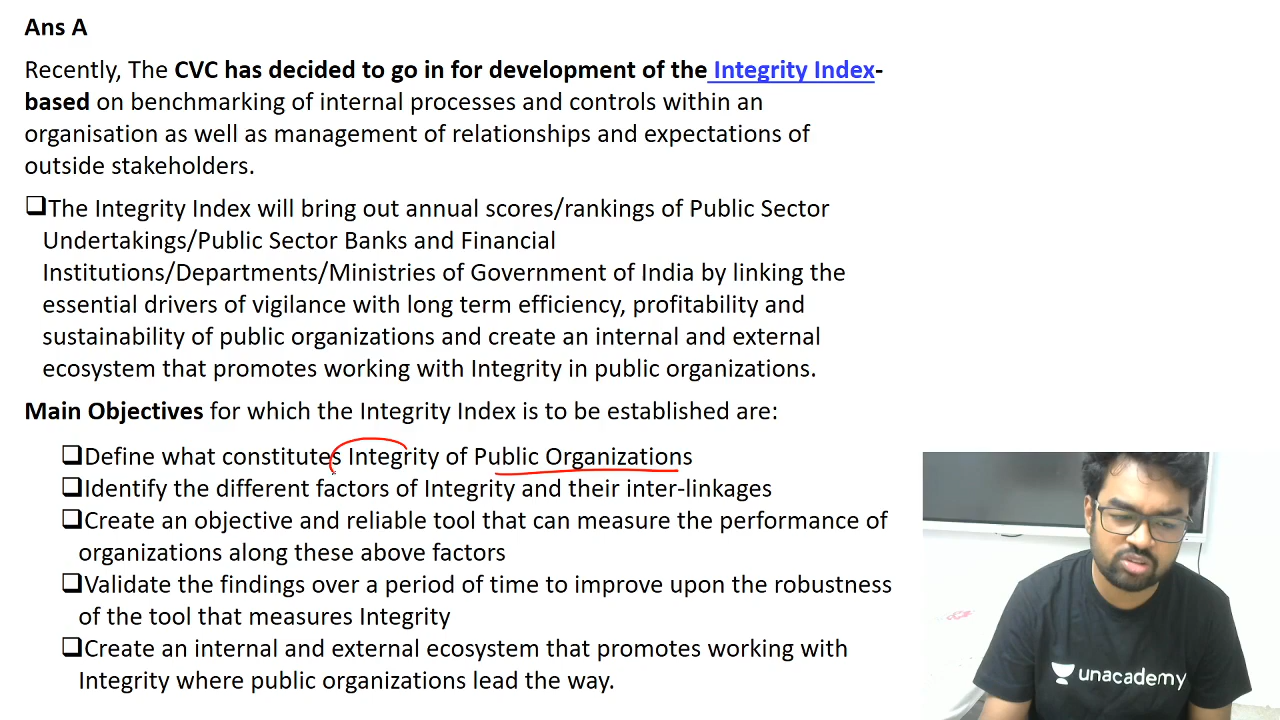 Ans A
Recently, The CVC has decided to go in for development of the Integrity Index-
based on benchmarking of internal processes and controls within an
organisation as well as management of relationships and expectations of
outside stakeholders.
❑The Integrity Index will bring out annual scores/rankings of Public Sector
Undertakings/Public Sector Banks and Financial
Institutions/Departments/Ministries of Government of India by linking the
essential drivers of vigilance with long term efficiency, profitability and
sustainability of public organizations and create an internal and external
ecosystem that promotes working with Integrity in public organizations.
Main Objectives for which the Integrity Index is to be established are:
❑Define what constitutes Integrity of Public Organizations
❑Identify the different factors of Integrity and their inter-linkages
❑Create an objective and reliable tool that can measure the performance of
organizations along these above factors
❑Validate the findings over a period of time to improve upon the robustness
of the tool that measures Integrity
❑Create an internal and external ecosystem that promotes working with
Integrity where public organizations lead the way.
unacademy